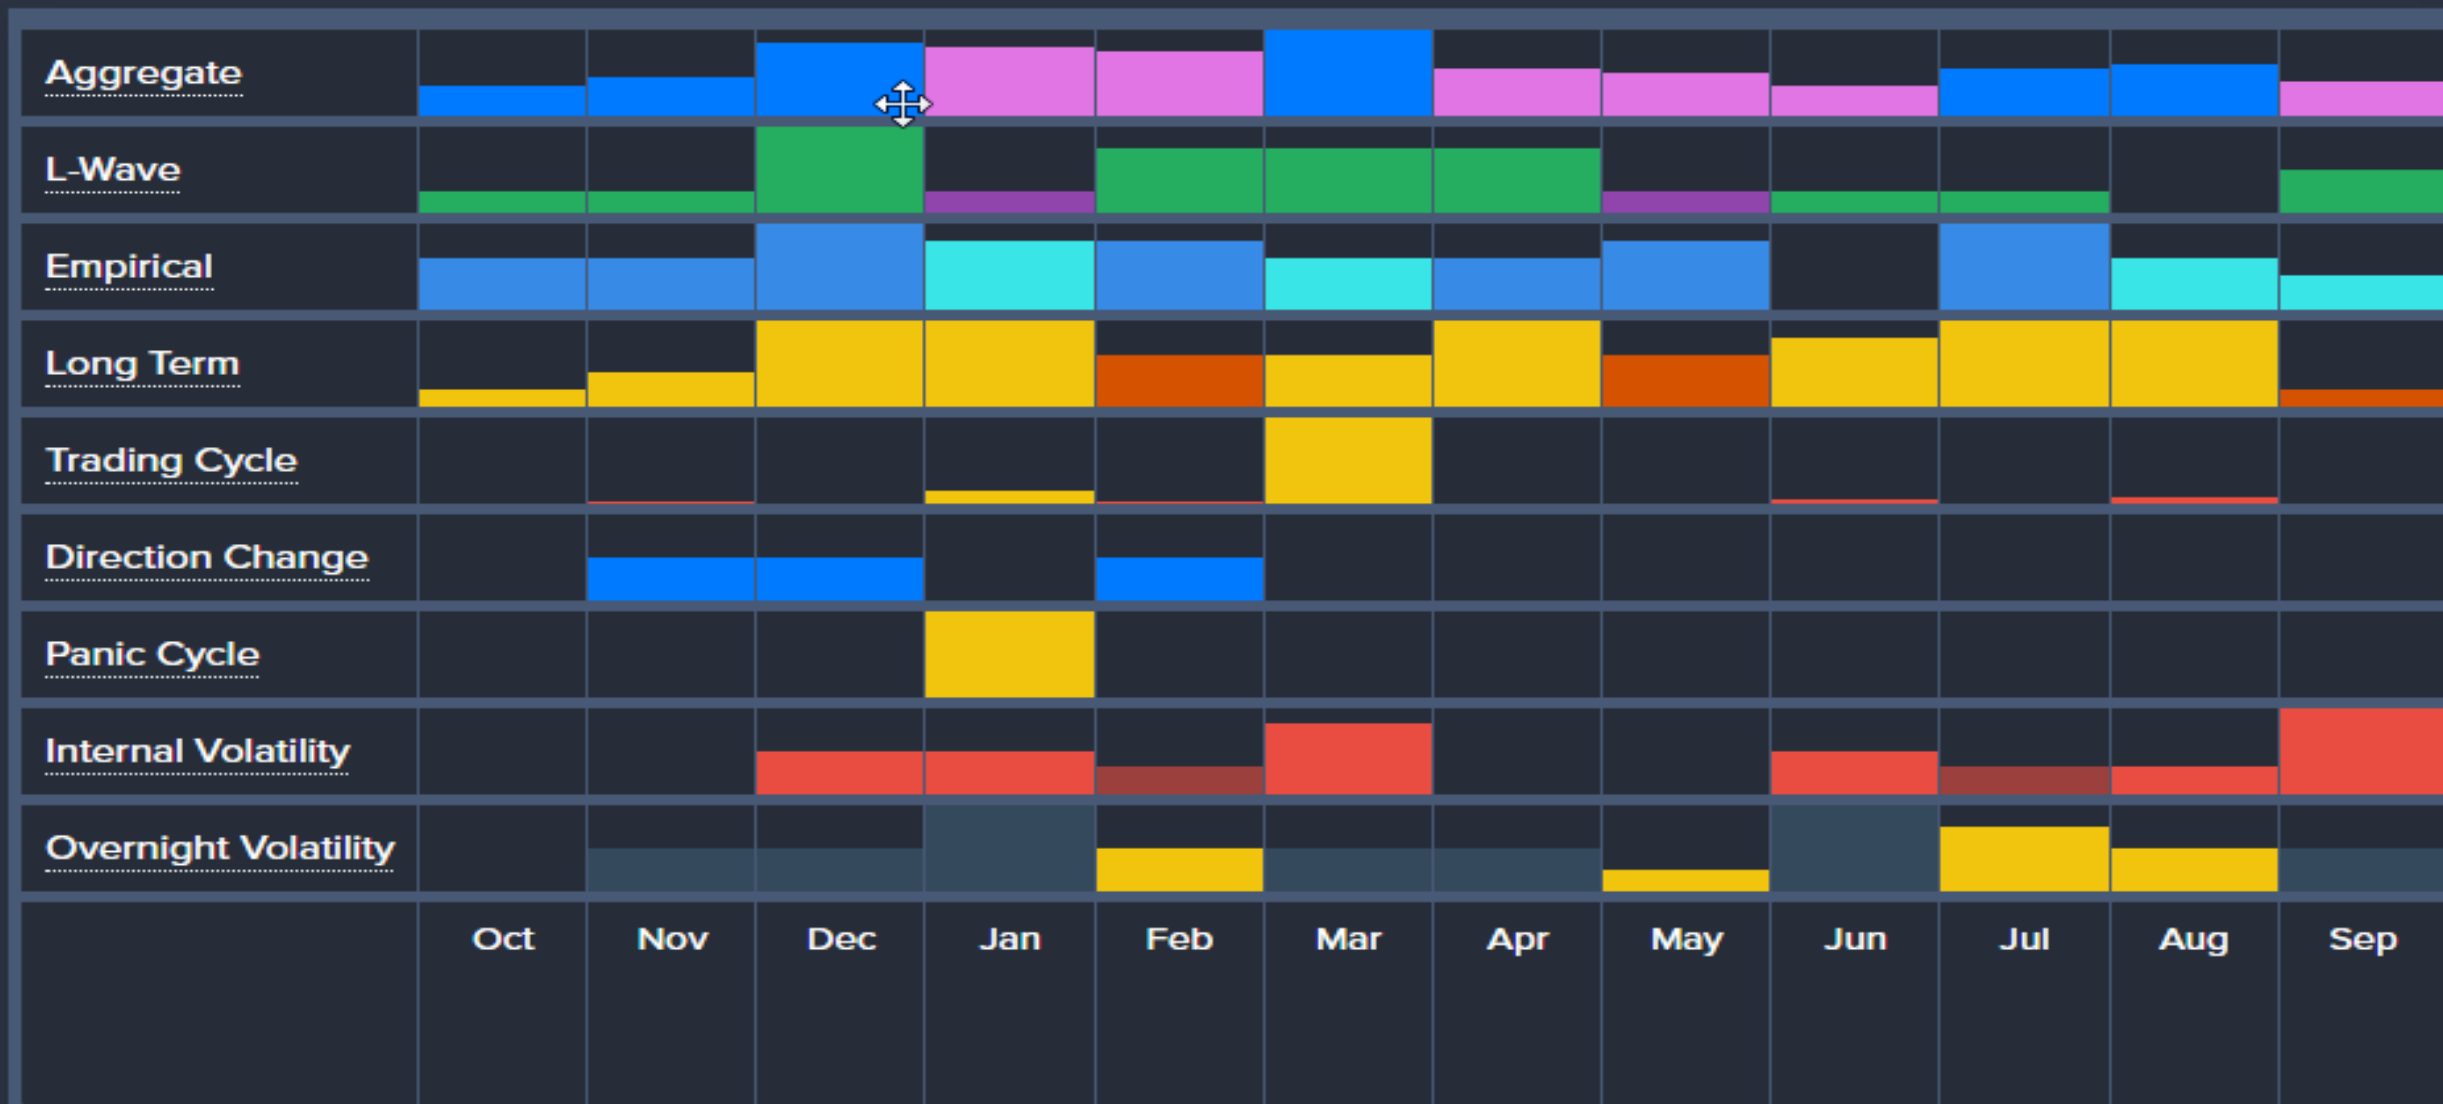 Aggregate
L-Wave
Empirical
Long Term
Trading Cycle
Direction Change
Panic Cycle
Internal Volatility
Overnight Volatility
Oct Nov Dec Jan Feb Mar Apr May Jun Jul Aug Sep